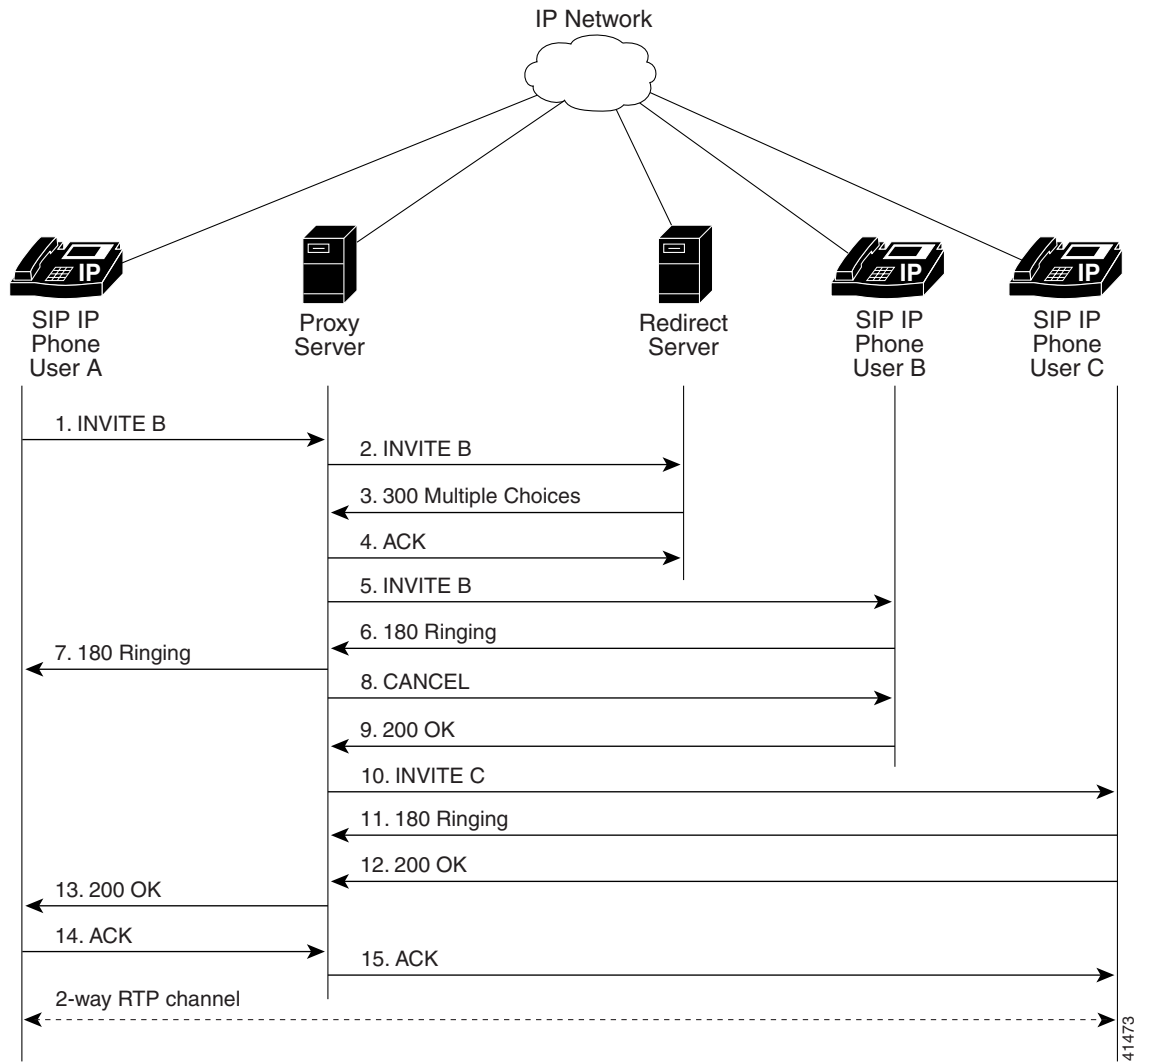 IP Network
IP
IP
IP
SIP IP
Phone
User A
Proxy
Server
Redirect
Server
SIP IP
Phone
User B
SIP IP
Phone
User C
1. INVITE B
2. INVITE B
3. 300 Multiple Choices
4. ACK
5. INVITE B
6. 180 Ringing
7. 180 Ringing
8. CANCEL
9. 200 OK
10. INVITE C
11. 180 Ringing
12. 200 OK
13. 200 OK
14. ACK
15. ACK
2-way RTP channel
41473